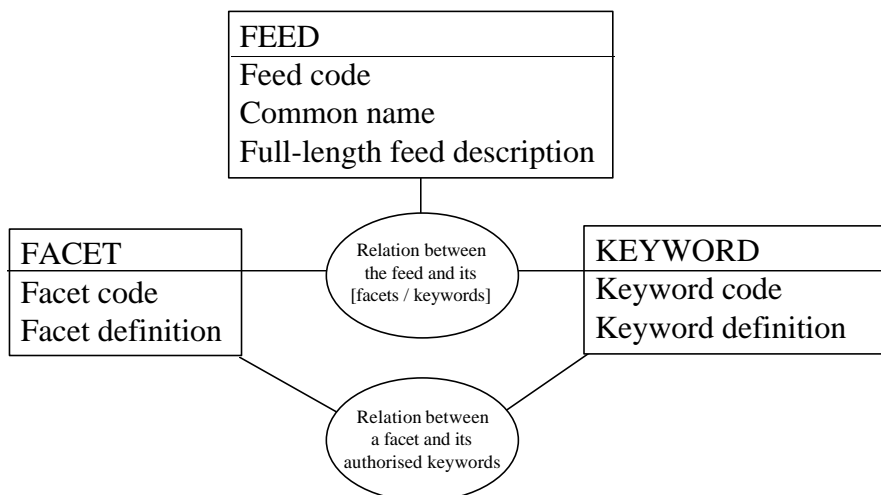 FEED
Feed code
Common name
Full-length feed description
FACET
Facet code
Facet definition
Relation between
the feed and its
[facets / keywords]
KEYWORD
Keyword code
Keyword definition
Relation between
a facet and its
authorised keywords